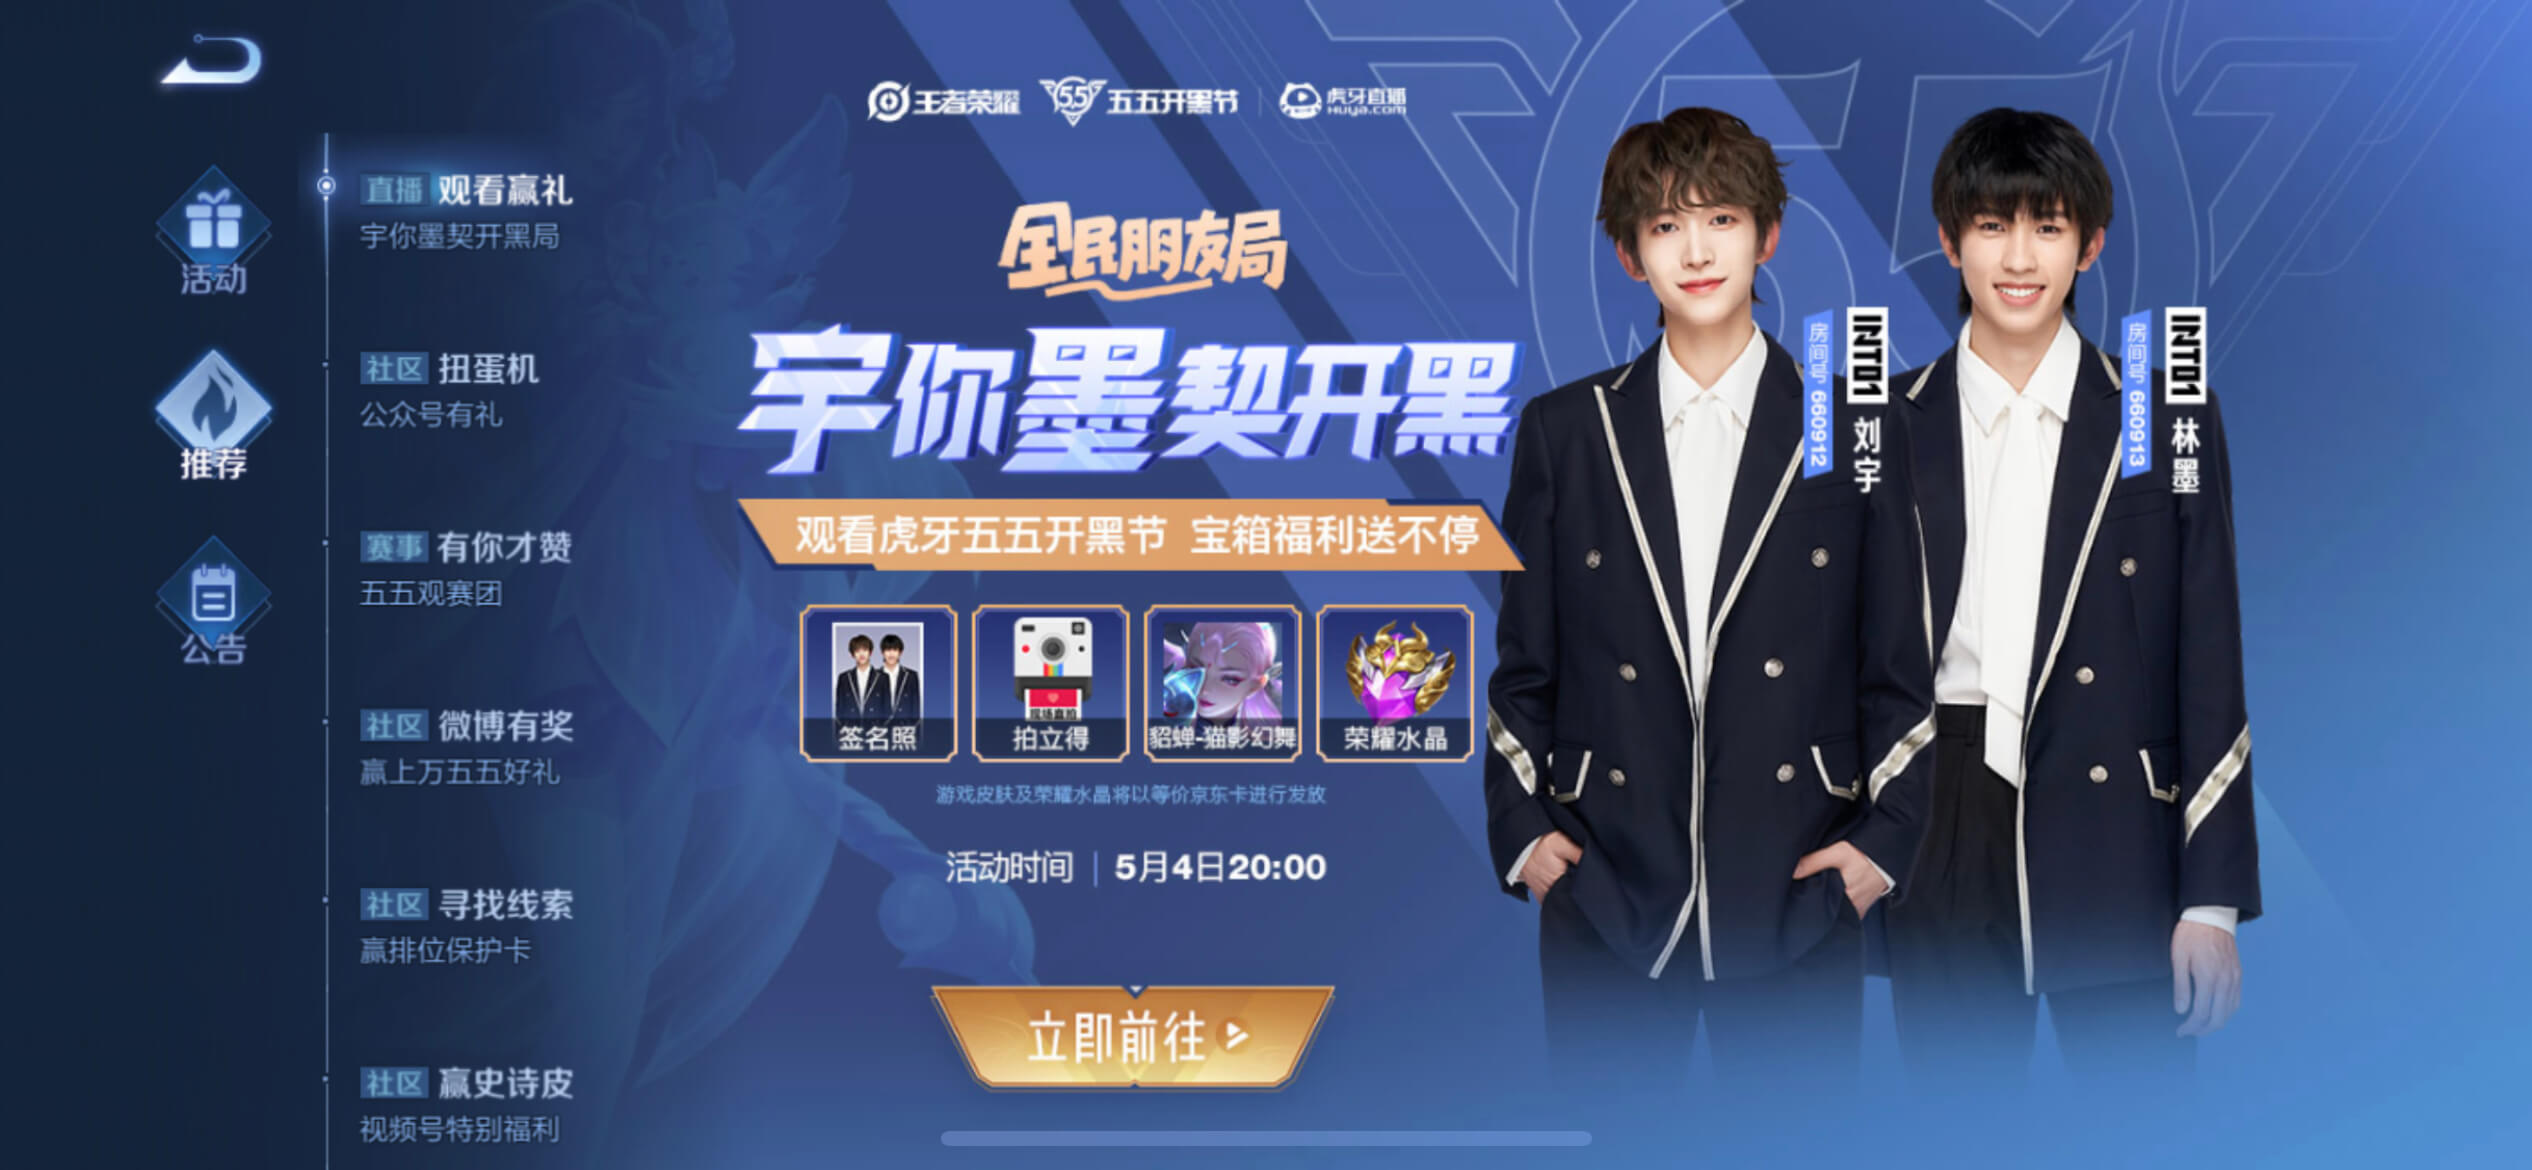 王者荣耀 55 五五开黑节 虎牙直播 Huya.com
活动
推荐
公告
直播 观看赢礼
宇你墨契开黑局
社区 扭蛋机
公众号有礼
赛事 有你才赞
五五观赛团
社区 微博有奖
赢上万五五好礼
社区 寻找线索
赢排位保护卡
社区 赢史诗皮
视频号特别福利
全民朋友局
宇你墨契开黑
观看虎牙五五开黑节 宝箱福利送不停
现场直拍
签名照
拍立得
貂蝉-猫影幻舞
荣耀水晶
游戏皮肤及荣耀水晶将以等价京东卡进行发放
活动时间 | 5月4日20:00
立即前往
房间号 660912
INTO1 刘宇
房间号 660913
INTO1 林墨